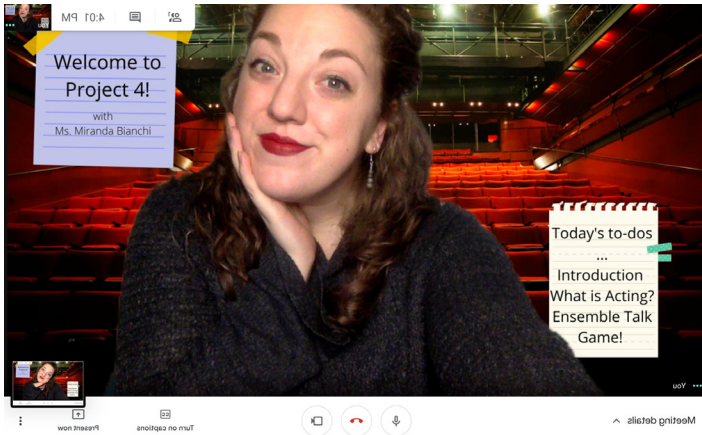 4:01 PM
You
Welcome to
Project 4!
with
Ms. Miranda Bianchi
Today's to-dos
...
Introduction
What is Acting?
Ensemble Talk
Game!
You
Present now
Turn on captions
Meeting details